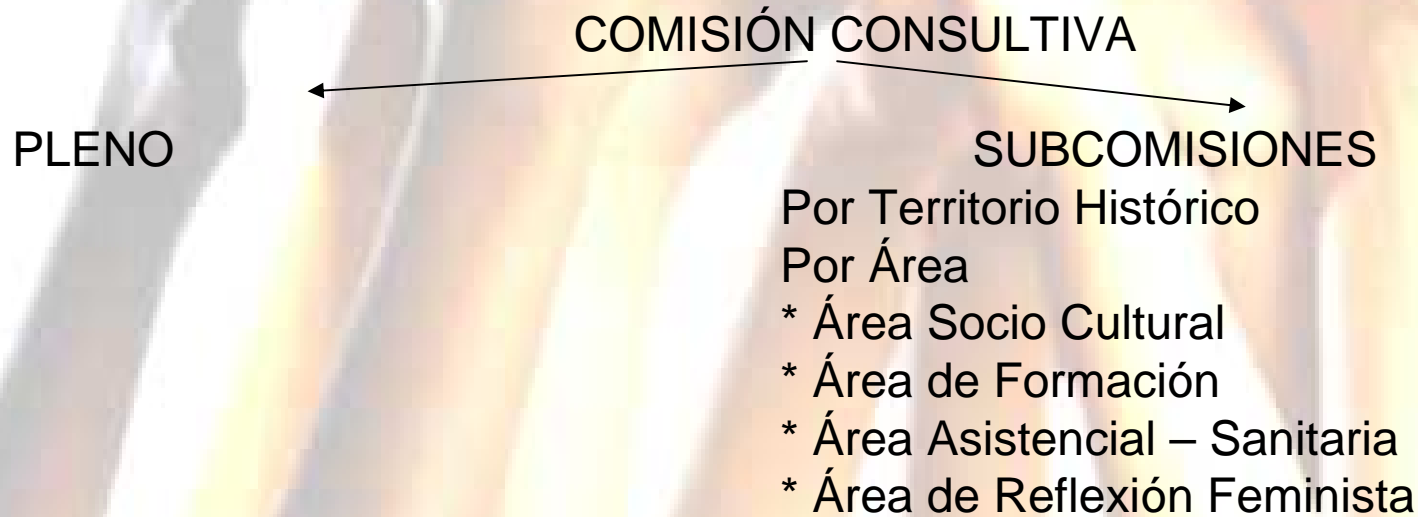 COMISIÓN CONSULTIVA
PLENO
SUBCOMISIONES
Por Territorio Histórico
Por Área
* Área Socio Cultural
* Área de Formación
* Área Asistencial – Sanitaria
* Área de Reflexión Feminista